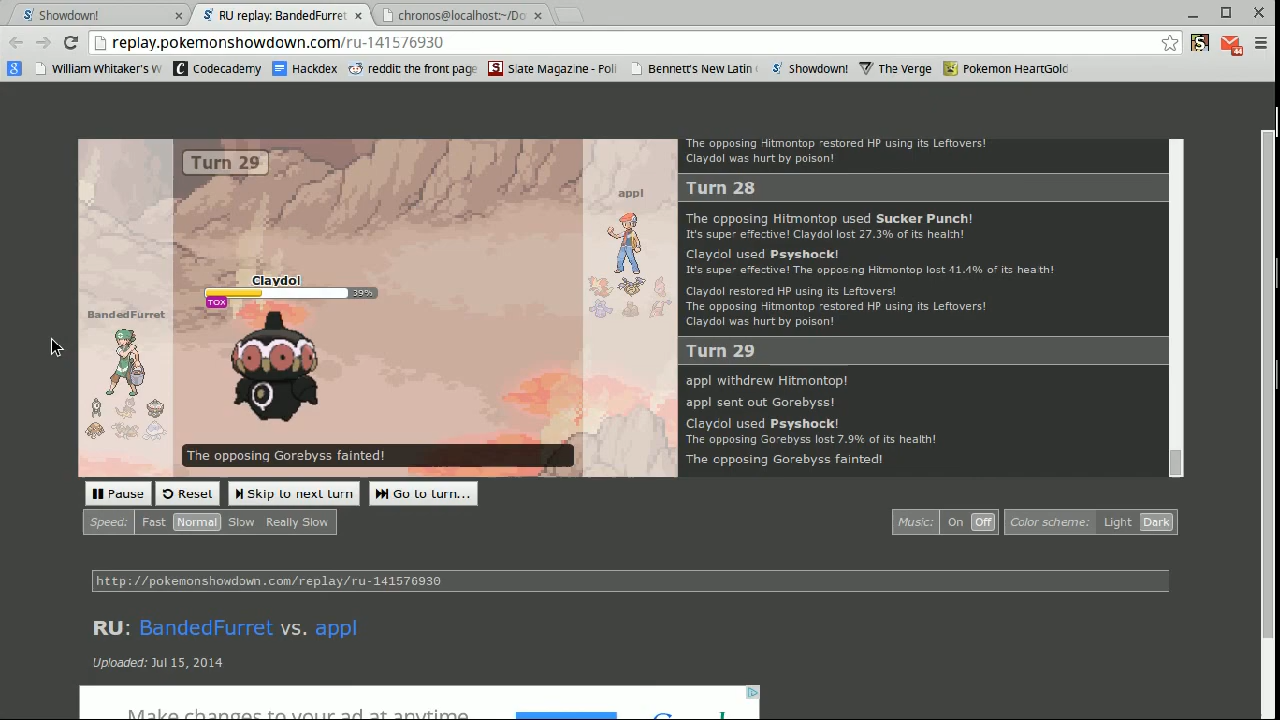 Showdown!
RU replay: BandedFurret
chronos@localhost:~/Do
replay.pokemonshowdown.com/ru-141576930
44
William Whitaker's W
Codecademy
Hackdex
reddit: the front page
Slate Magazine - Poli
Bennett's New Latin
Showdown!
The Verge
Pokemon HeartGold
Turn 29
appl
Claydol
39%
TOX
BandedFurret
The opposing Gorebyss fainted!
The opposing Hitmontop restored HP using its Leftovers!
Claydol was hurt by poison!
Turn 28
The opposing Hitmontop used Sucker Punch!
It's super effective! Claydol lost 27.3% of its health!
Claydol used Psyshock!
It's super effective! The opposing Hitmontop lost 41.4% of its health!
Claydol restored HP using its Leftovers!
The opposing Hitmontop restored HP using its Leftovers!
Claydol was hurt by poison!
Turn 29
appl withdrew Hitmontop!
appl sent out Gorebyss!
Claydol used Psyshock!
The opposing Gorebyss lost 7.9% of its health!
The opposing Gorebyss fainted!
Pause Reset Skip to next turn Go to turn...
Speed: Fast Normal Slow Really Slow
Music: On Off
Color scheme: Light Dark
http://pokemonshowdown.com/replay/ru-141576930
RU: BandedFurret vs. appl
Uploaded: Jul 15, 2014
Make changes to your ad at anytime